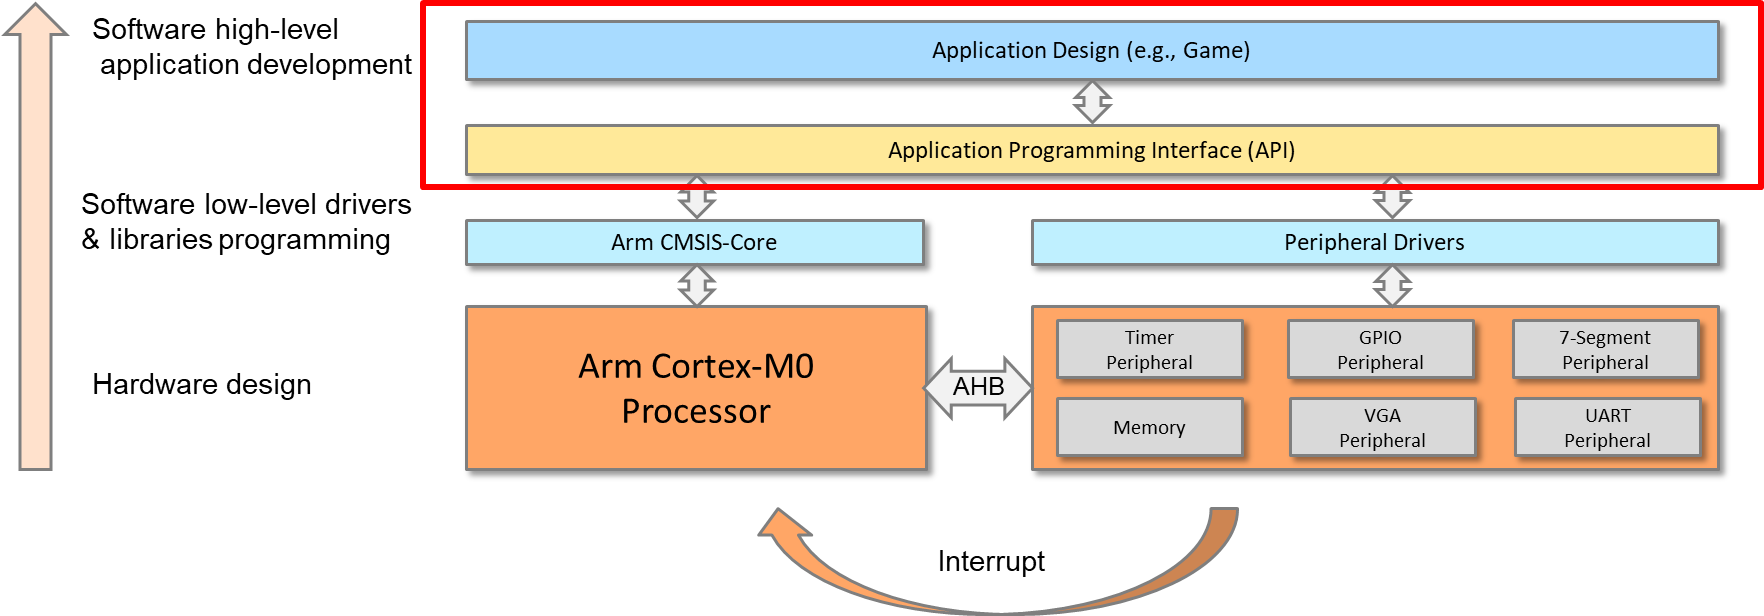 Software high-level
application development
Application Design (e.g., Game)
Application Programming Interface (API)
Software low-level drivers
& libraries programming
Arm CMSIS-Core
Peripheral Drivers
Hardware design
Arm Cortex-M0
Processor
AHB
Timer
Peripheral
GPIO
Peripheral
7-Segment
Peripheral
Memory
VGA
Peripheral
UART
Peripheral
Interrupt